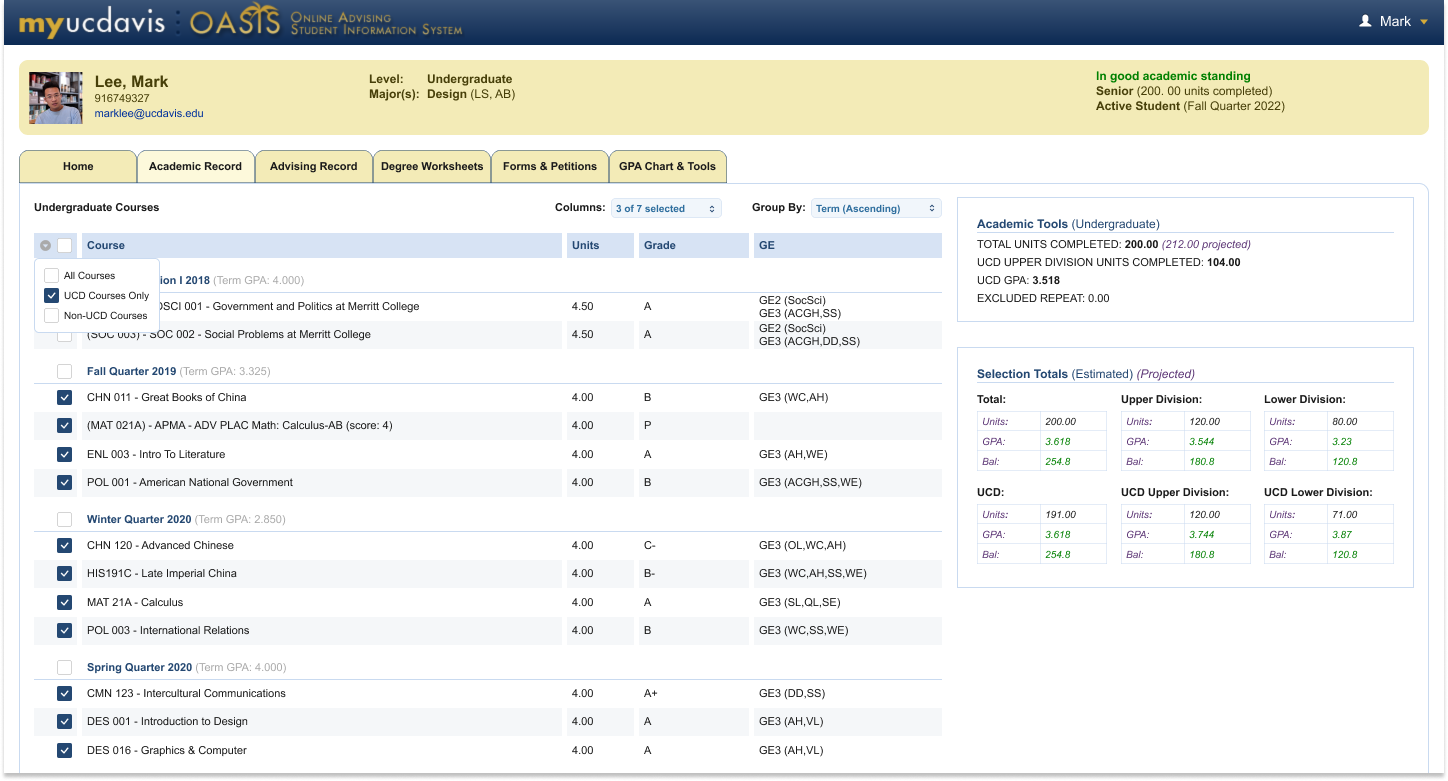 myucdavis : OASIS Online Advising Student Information System
Mark
Lee, Mark
916749327
marklee@ucdavis.edu
Level: Undergraduate
Major(s): Design (LS, AB)
In good academic standing
Senior (200. 00 units completed)
Active Student (Fall Quarter 2022)
Home Academic Record Advising Record Degree Worksheets Forms & Petitions GPA Chart & Tools
Undergraduate Courses
Columns: 3 of 7 selected
Group By: Term (Ascending)
Course Units Grade GE
All Courses
UCD Courses Only
Non-UCD Courses
I 2018 (Term GPA: 4.000)
001 - Government and Politics at Merritt College 4.50 A GE2 (SocSci)
GE3 (ACGH,SS)
(SOC 003) - SOC 002 - Social Problems at Merritt College 4.50 A GE2 (SocSci)
GE3 (ACGH,DD,SS)
Fall Quarter 2019 (Term GPA: 3.325)
CHN 011 - Great Books of China 4.00 B GE3 (WC,AH)
(MAT 021A) - APMA - ADV PLAC Math: Calculus-AB (score: 4) 4.00 P
ENL 003 - Intro To Literature 4.00 A GE3 (AH,WE)
POL 001 - American National Government 4.00 B GE3 (ACGH,SS,WE)
Winter Quarter 2020 (Term GPA: 2.850)
CHN 120 - Advanced Chinese 4.00 C- GE3 (OL,WC,AH)
HIS191C - Late Imperial China 4.00 B- GE3 (WC,AH,SS,WE)
MAT 21A - Calculus 4.00 A GE3 (SL,QL,SE)
POL 003 - International Relations 4.00 B GE3 (WC,SS,WE)
Spring Quarter 2020 (Term GPA: 4.000)
CMN 123 - Intercultural Communications 4.00 A+ GE3 (DD,SS)
DES 001 - Introduction to Design 4.00 A GE3 (AH,VL)
DES 016 - Graphics & Computer 4.00 A GE3 (AH,VL)
Academic Tools (Undergraduate)
TOTAL UNITS COMPLETED: 200.00 (212.00 projected)
UCD UPPER DIVISION UNITS COMPLETED: 104.00
UCD GPA: 3.518
EXCLUDED REPEAT: 0.00
Selection Totals (Estimated) (Projected)
Total: Upper Division: Lower Division:
Units: 200.00 Units: 120.00 Units: 80.00
GPA: 3.618 GPA: 3.544 GPA: 3.23
Bal: 254.8 Bal: 180.8 Bal: 120.8
UCD: UCD Upper Division: UCD Lower Division:
Units: 191.00 Units: 120.00 Units: 71.00
GPA: 3.618 GPA: 3.744 GPA: 3.87
Bal: 254.8 Bal: 180.8 Bal: 120.8